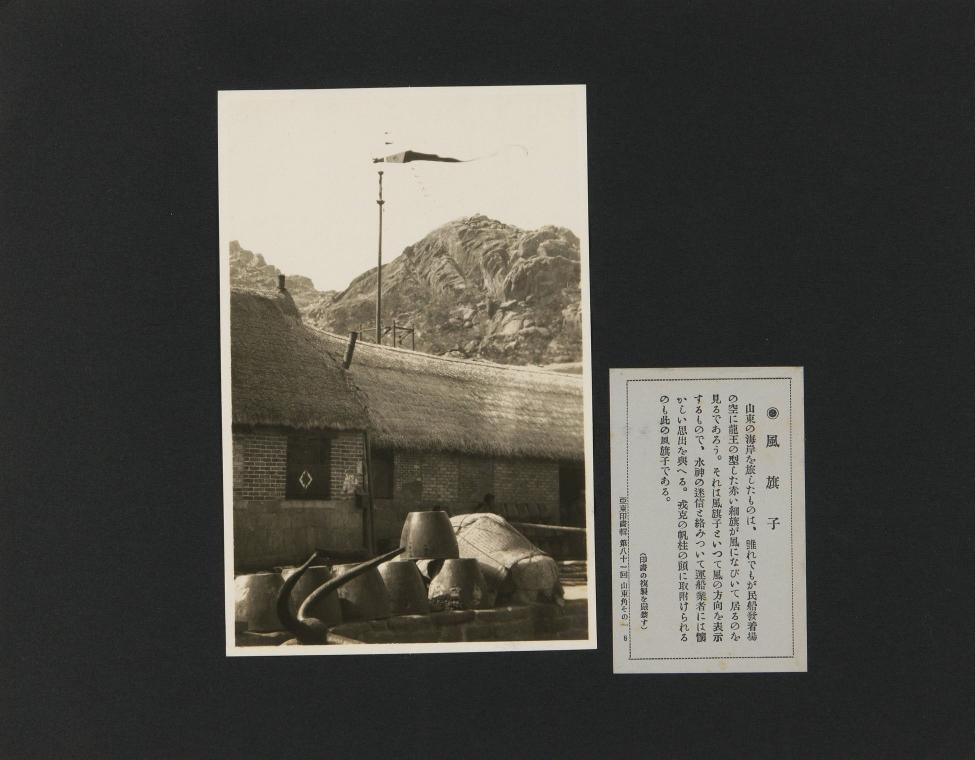 ◉風旗子
山東の海岸を旅したものは、誰れでもが民船發着場
の空に龍王の型した赤い細旗が風になびいて居るのを
見るであろう。それは風旗子といつて風の方向を表示
するもので、水神の迷信と絡みついて運船業者には懷
かしい思出を與へる。戎克の帆柱の頭に取附けられる
のも此の風旗子である。
(印畫の複製を嚴禁す)
亞東印畫輯 第八十一回 山東角その一 6